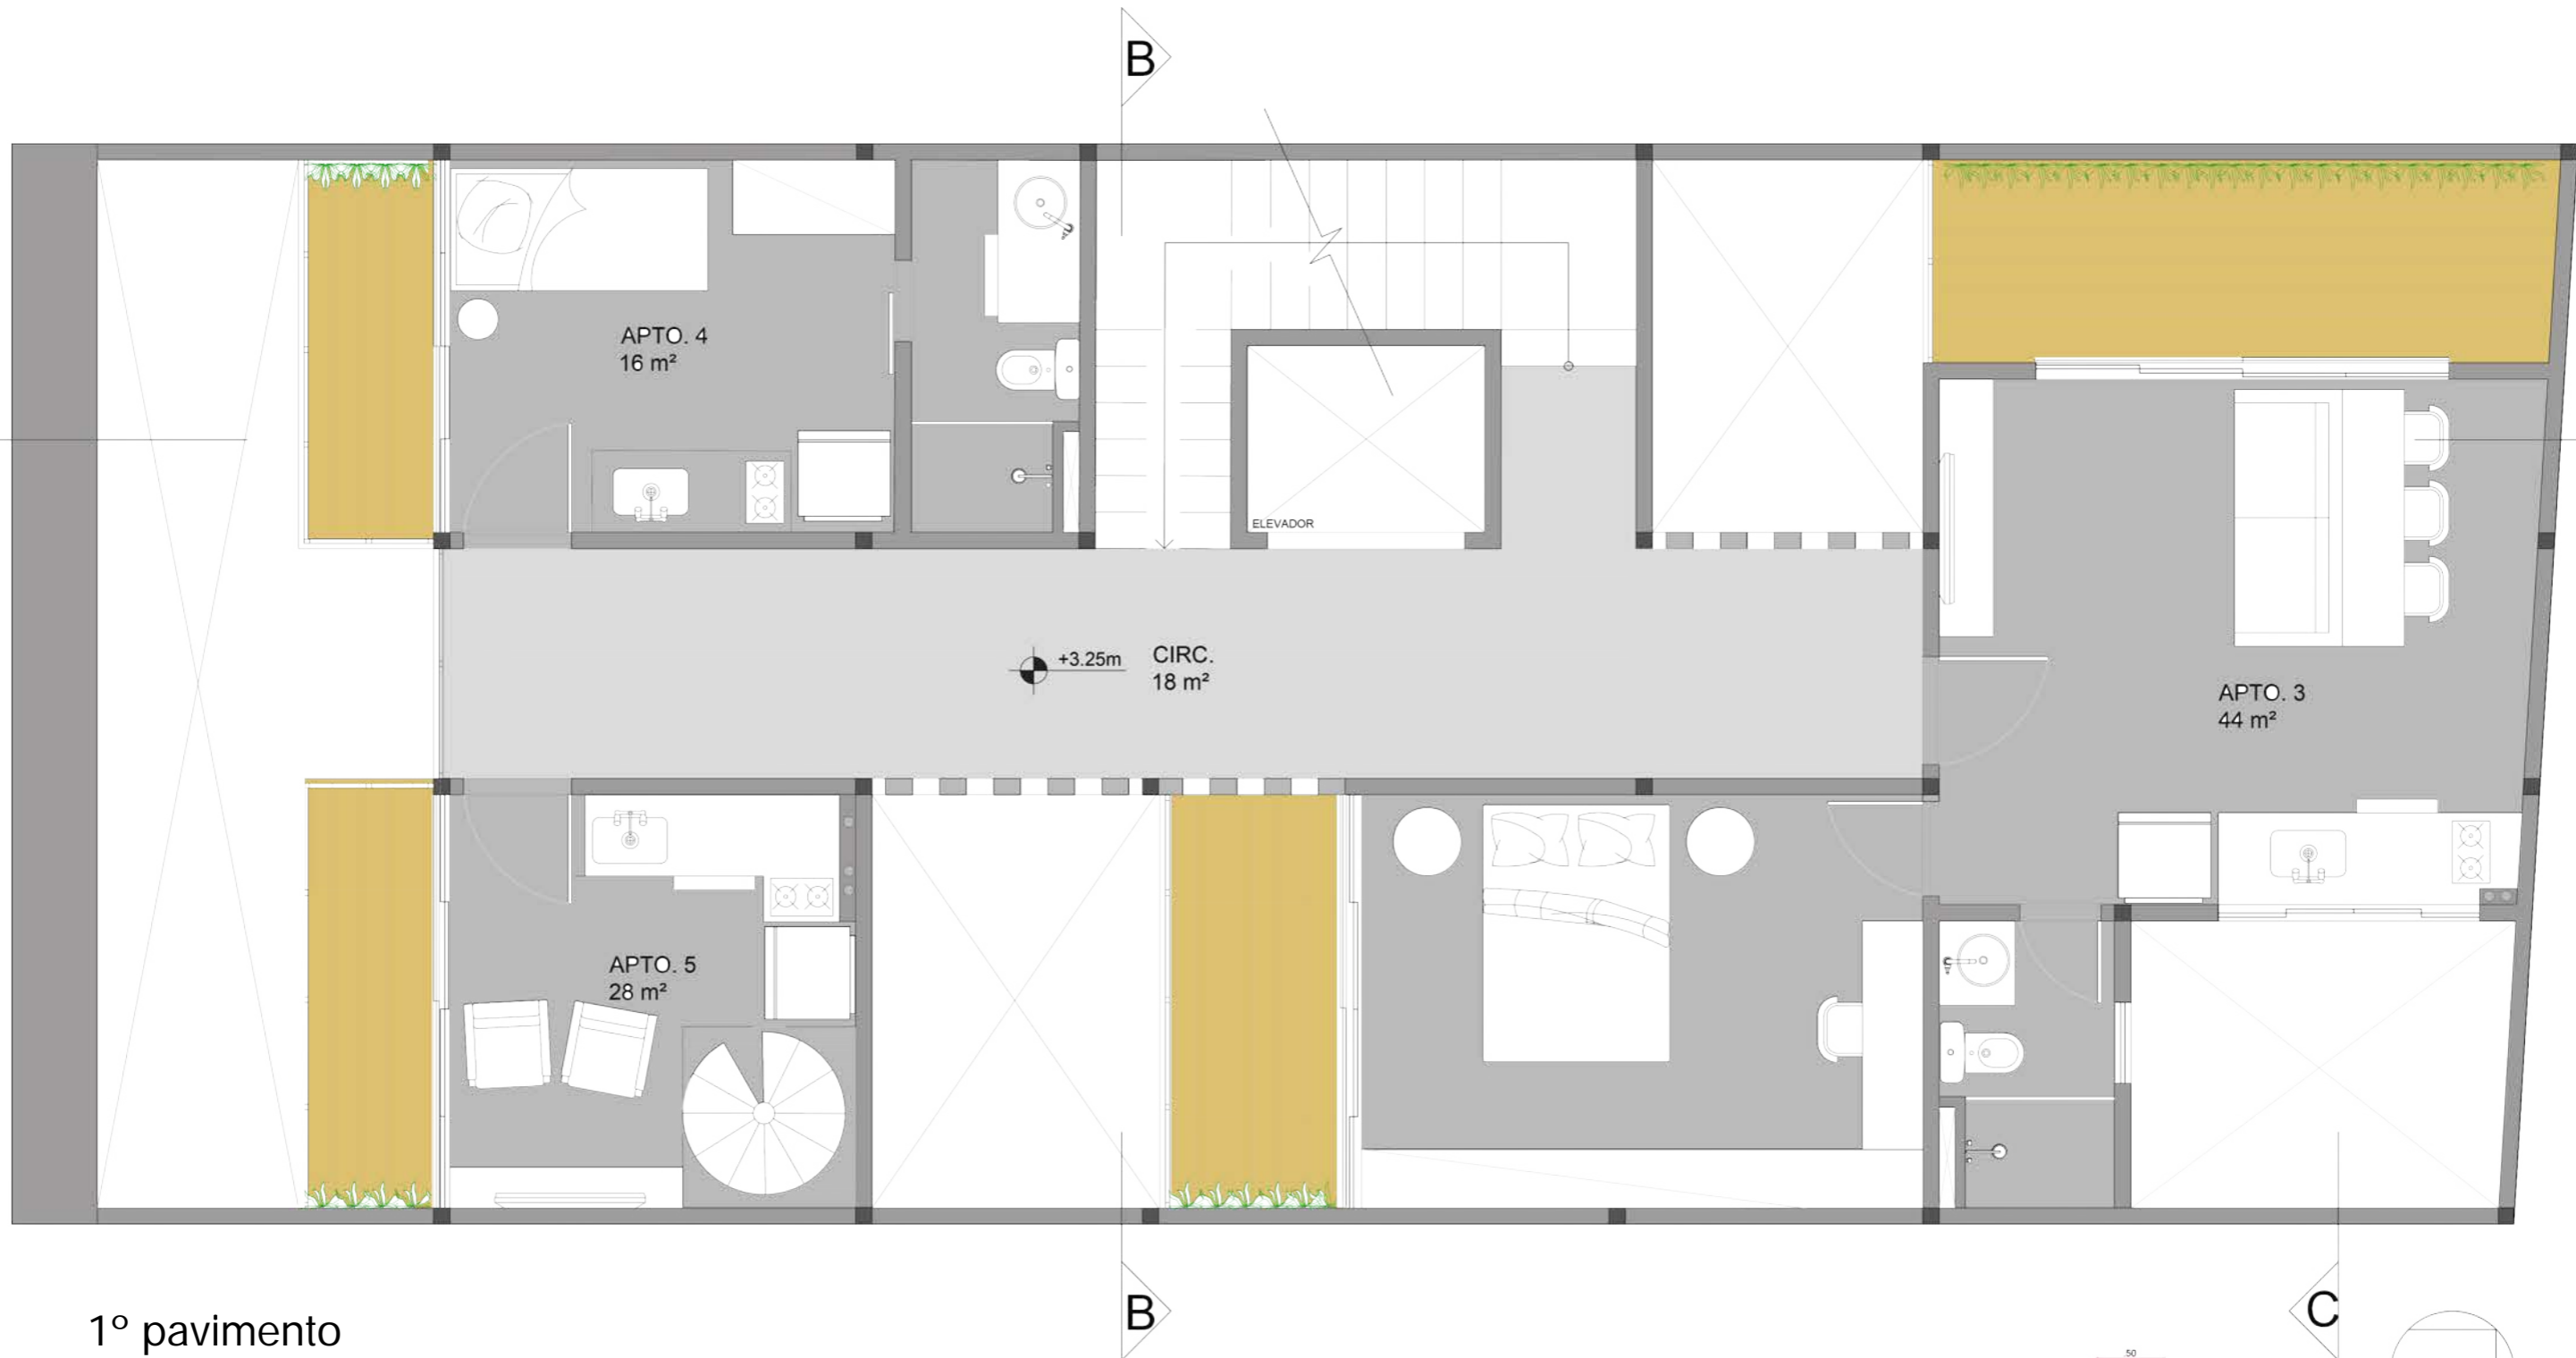 B
APTO. 4
16 m²
ELEVADOR
+3.25m
CIRC.
18 m²
APTO. 3
44 m²
APTO. 5
28 m²
B
C
1º pavimento
.50